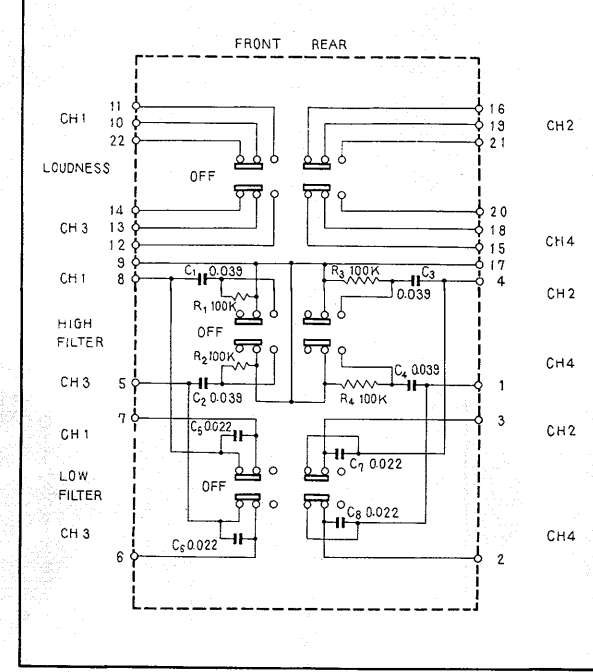 FRONT REAR
11 16
CH1 10 19 CH2
22 21
LOUDNESS OFF
14 20
CH3 13 18
12 15 CH4
9 17
CH1 8 C1 0.039 R3 100K C3 4
0.039 CH2
R1 100K
HIGH
FILTER OFF
R2 100K CH4
C4 0.039
CH3 5 1
C2 0.039 R4 100K
7 C5 0.022 3
CH1 CH2
C7 0.022
LOW
FILTER OFF
C8 0.022
CH3 C6 0.022 CH4
6 2